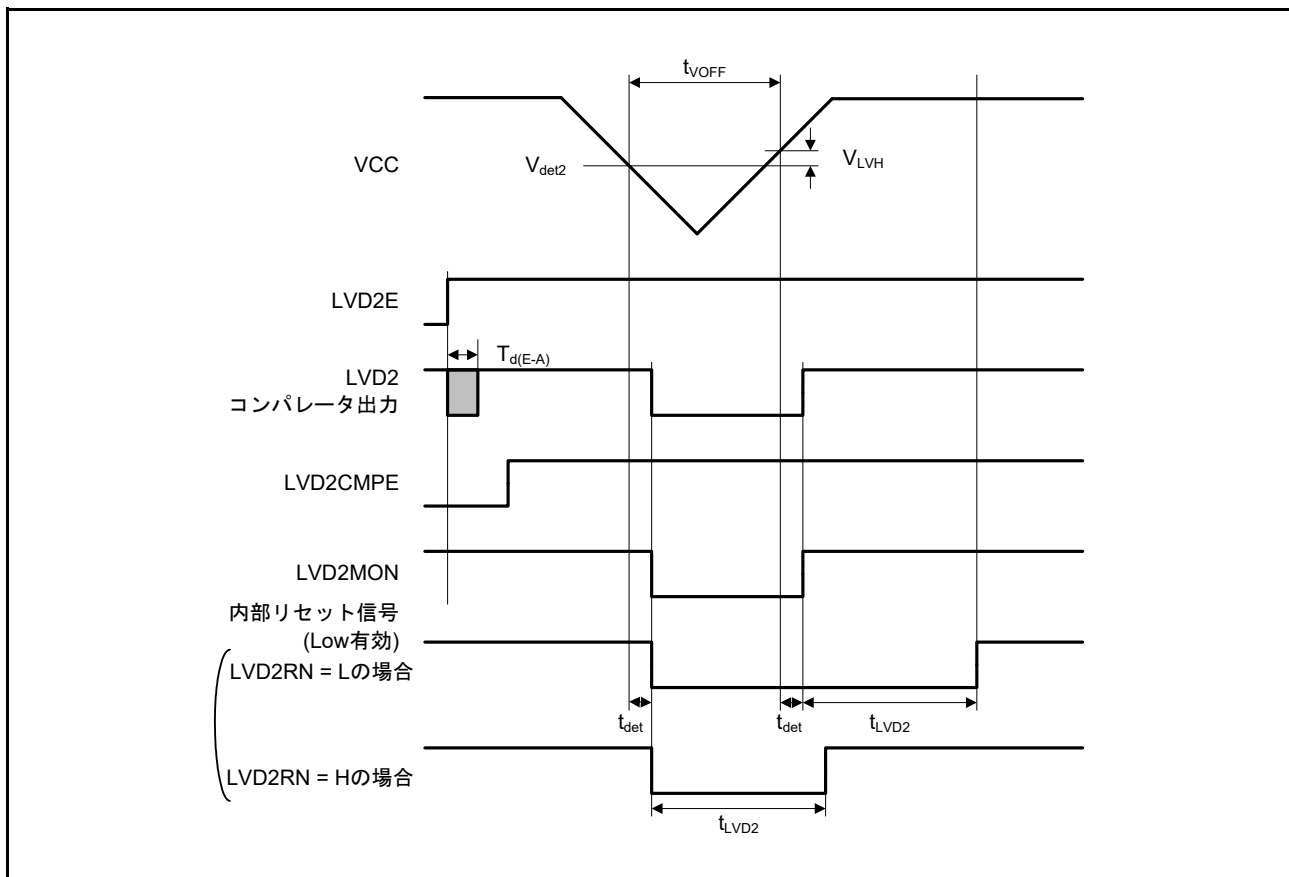 tVOFF
VCC
Vdet2
VLVH
LVD2E
Td(E-A)
LVD2
コンパレータ出力
LVD2CMPE
LVD2MON
内部リセット信号
(Low有効)
LVD2RN = Lの場合
tdet
tdet
tLVD2
LVD2RN = Hの場合
tLVD2